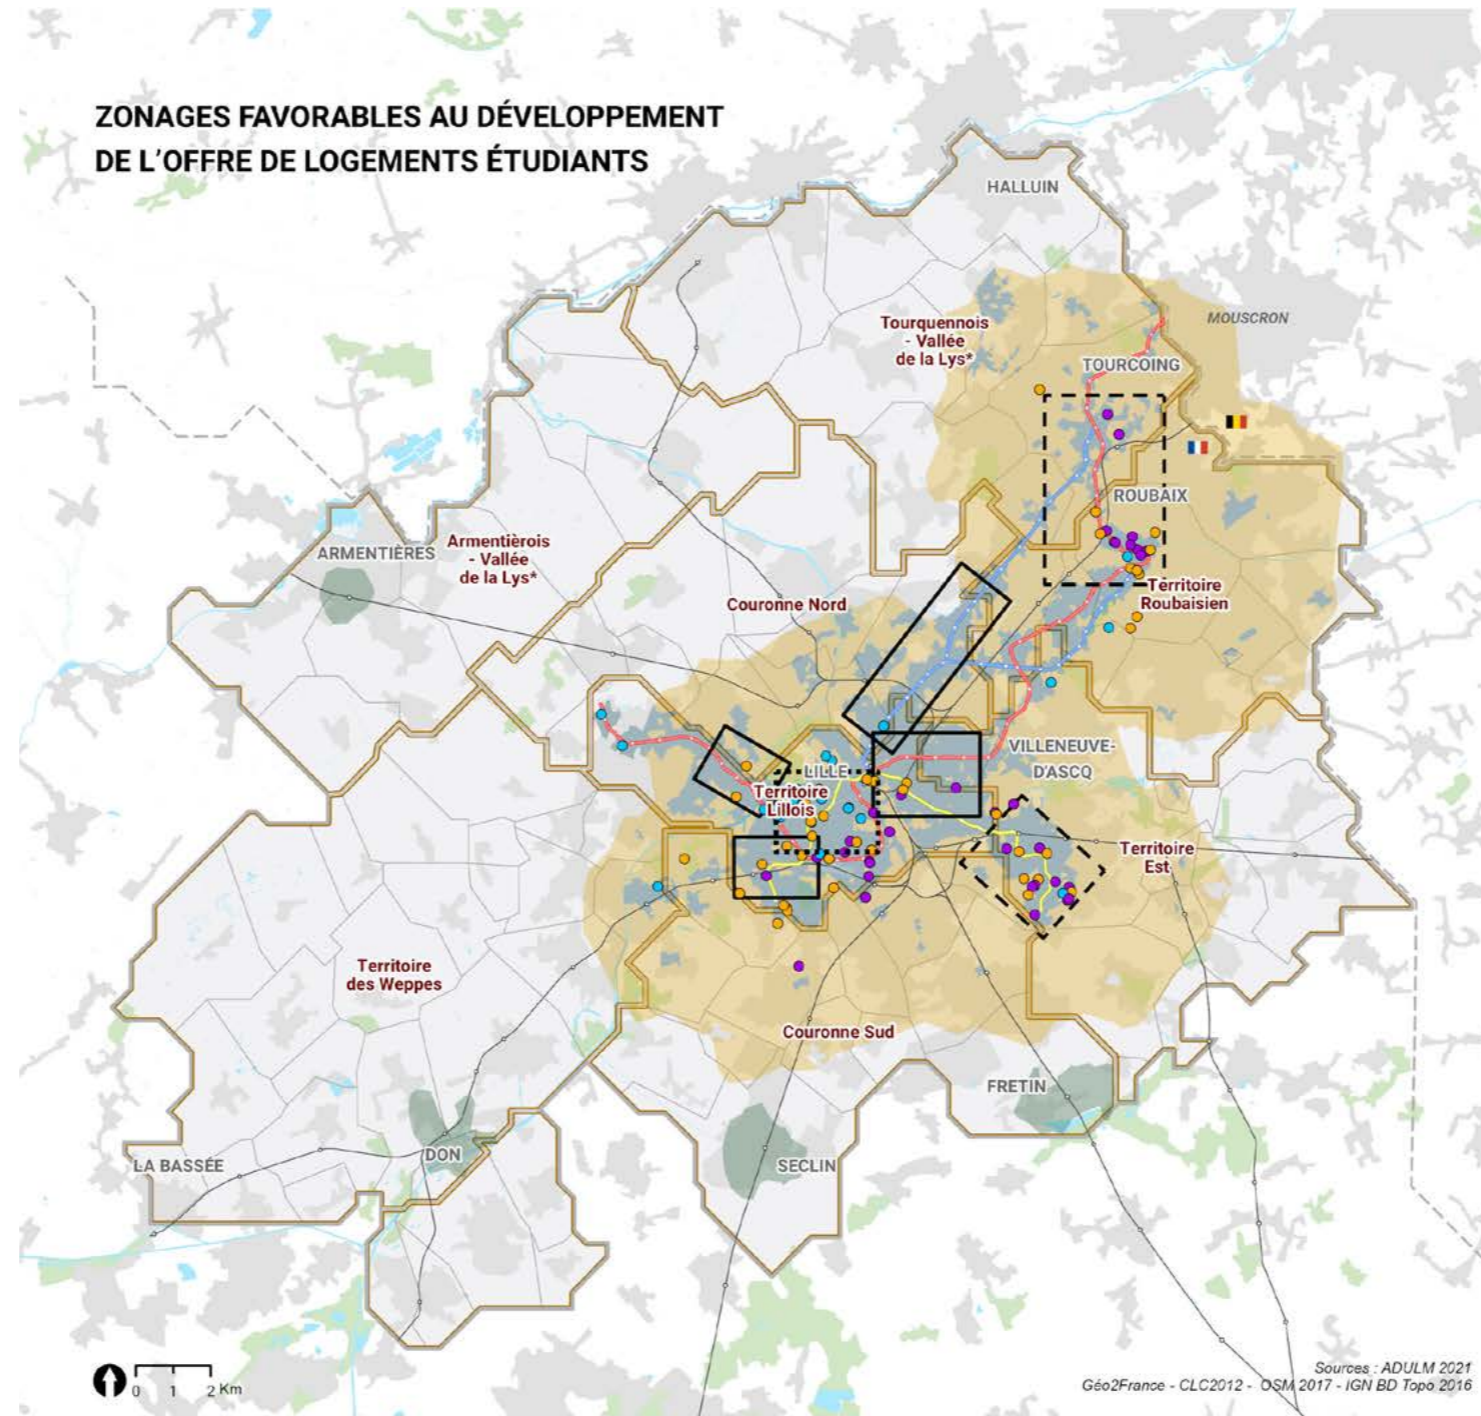 ZONAGES FAVORABLES AU DÉVELOPPEMENT
DE L'OFFRE DE LOGEMENTS ÉTUDIANTS
HALLUIN
MOUSCRON
Tourquennois
- Vallée
de la Lys*
TOURCOING
ROUBAIX
ARMENTIÈRES
Armentièrois
- Vallée
de la Lys*
Couronne Nord
Territoire
Roubaisien
VILLENEUVE-
D'ASCQ
LILLE
Territoire
Lillois
Territoire
Est
Territoire
des Weppes
Couronne Sud
FRETIN
DON
LA BASSÉE
SECLIN
0 1 2 Km
Sources : ADULM 2021
Géo2France - CLC2012 - OSM 2017 - IGN BD Topo 2016